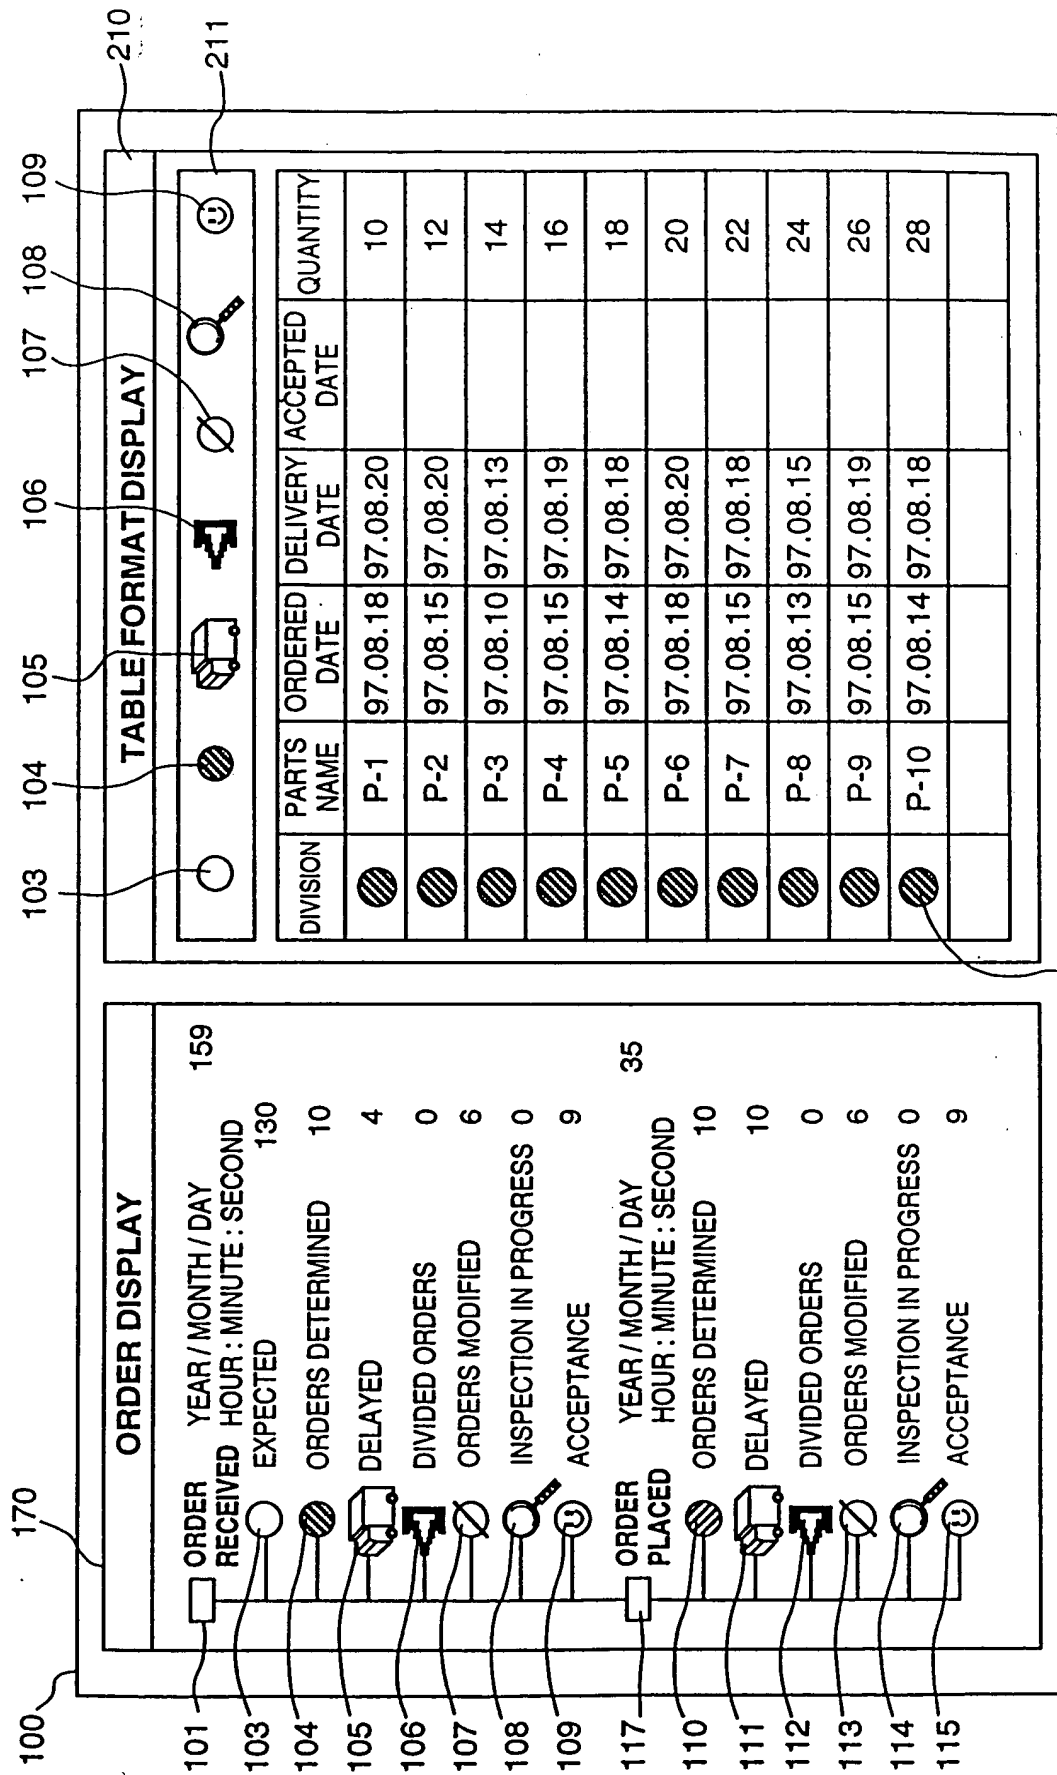 100
170
ORDER DISPLAY
101
ORDER RECEIVED YEAR / MONTH / DAY HOUR : MINUTE : SECOND 159
103 EXPECTED 130
104 ORDERS DETERMINED 10
105 DELAYED 4
106 DIVIDED ORDERS 0
107 ORDERS MODIFIED 6
108 INSPECTION IN PROGRESS 0
109 ACCEPTANCE 9
117
ORDER PLACED YEAR / MONTH / DAY HOUR : MINUTE : SECOND 35
110 ORDERS DETERMINED 10
111 DELAYED 10
112 DIVIDED ORDERS 0
113 ORDERS MODIFIED 6
114 INSPECTION IN PROGRESS 0
115 ACCEPTANCE 9
103 104 105 106 107 108 109
210
TABLE FORMAT DISPLAY
211
DIVISION PARTS NAME ORDERED DATE DELIVERY DATE ACCEPTED DATE QUANTITY
P-1 97.08.18 97.08.20 10
P-2 97.08.15 97.08.20 12
P-3 97.08.10 97.08.13 14
P-4 97.08.15 97.08.19 16
P-5 97.08.14 97.08.18 18
P-6 97.08.18 97.08.20 20
P-7 97.08.15 97.08.18 22
P-8 97.08.13 97.08.15 24
P-9 97.08.15 97.08.19 26
P-10 97.08.14 97.08.18 28